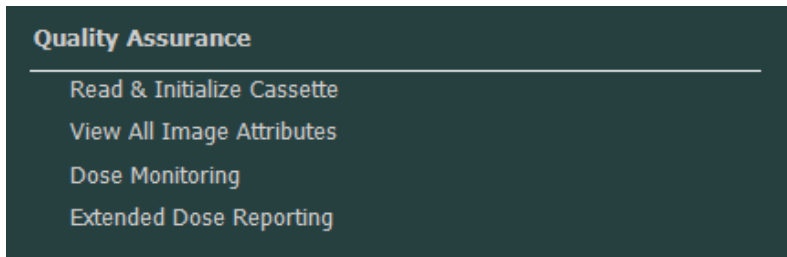 Quality Assurance
Read & Initialize Cassette
View All Image Attributes
Dose Monitoring
Extended Dose Reporting